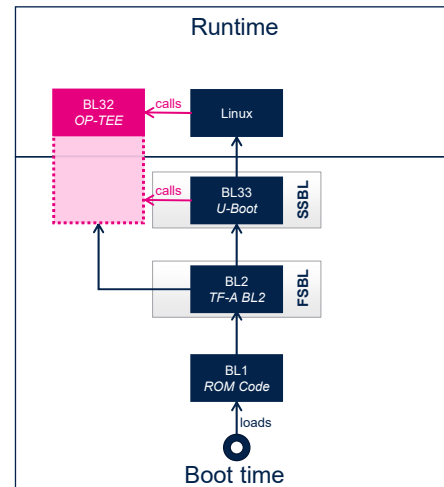 Runtime
BL32
OP-TEE
calls
Linux
calls
BL33
U-Boot
SSBL
BL2
TF-A BL2
FSBL
BL1
ROM Code
loads
Boot time